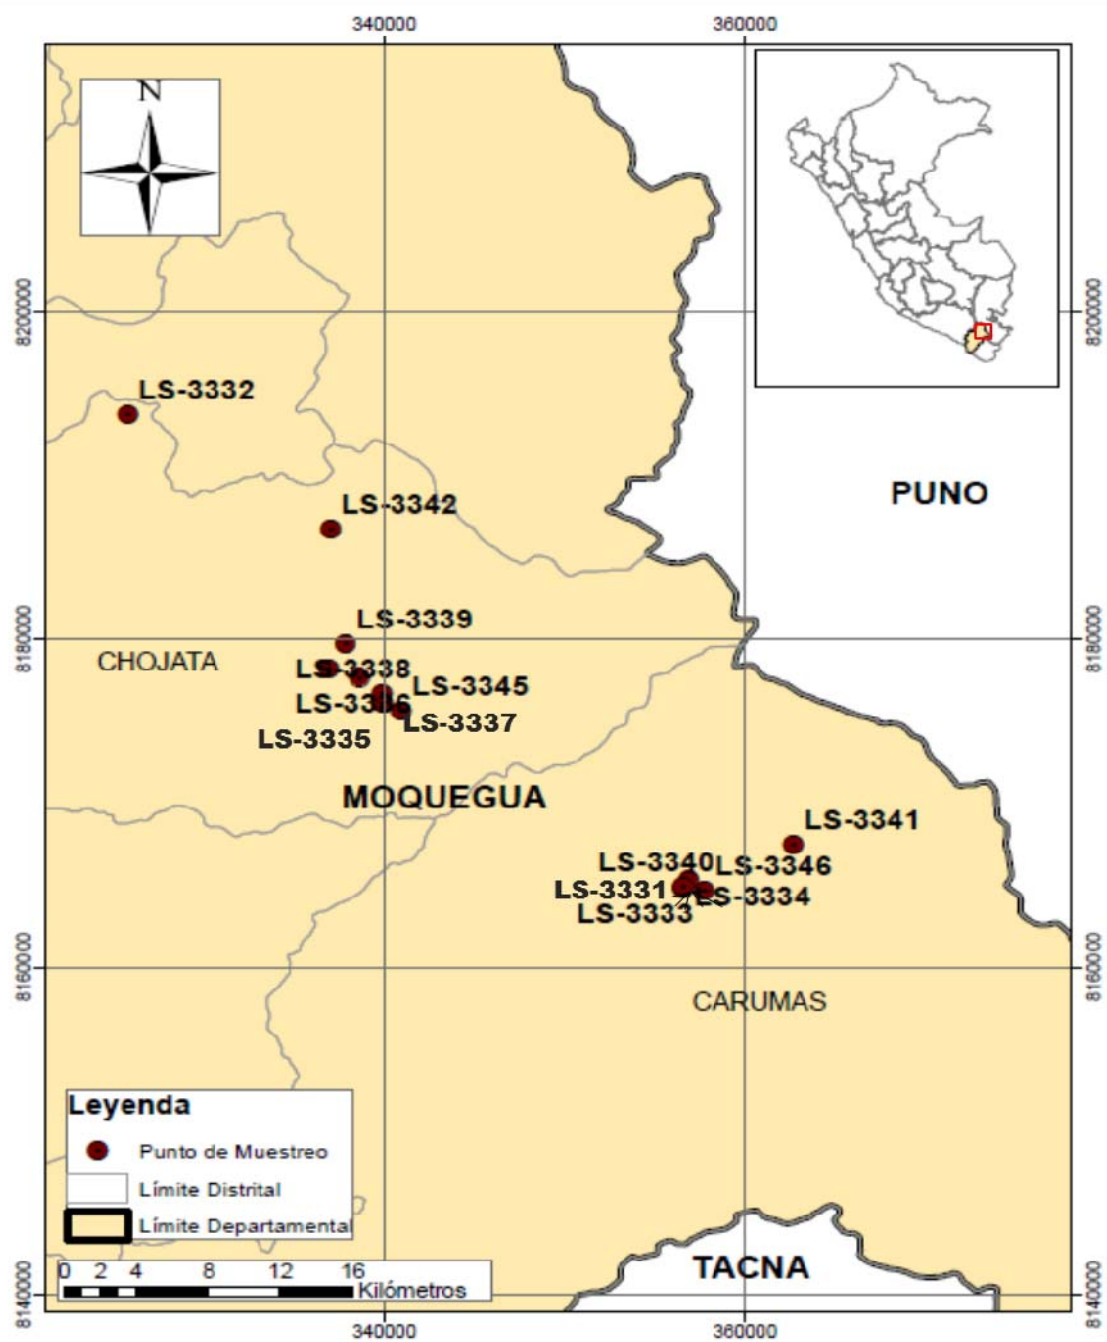 340000
360000
N
8200000
8200000
LS-3332
LS-3342
PUNO
LS-3339
8180000
8180000
CHOJATA
LS-3338
LS-3345
LS-3336
LS-3337
LS-3335
MOQUEGUA
LS-3341
LS-3340
LS-3346
LS-3331
LS-3334
LS-3333
8160000
8160000
CARUMAS
Leyenda
Punto de Muestreo
Límite Distrital
Límite Departamental
TACNA
0 2 4 8 12 16
Kilómetros
8140000
8140000
340000
360000